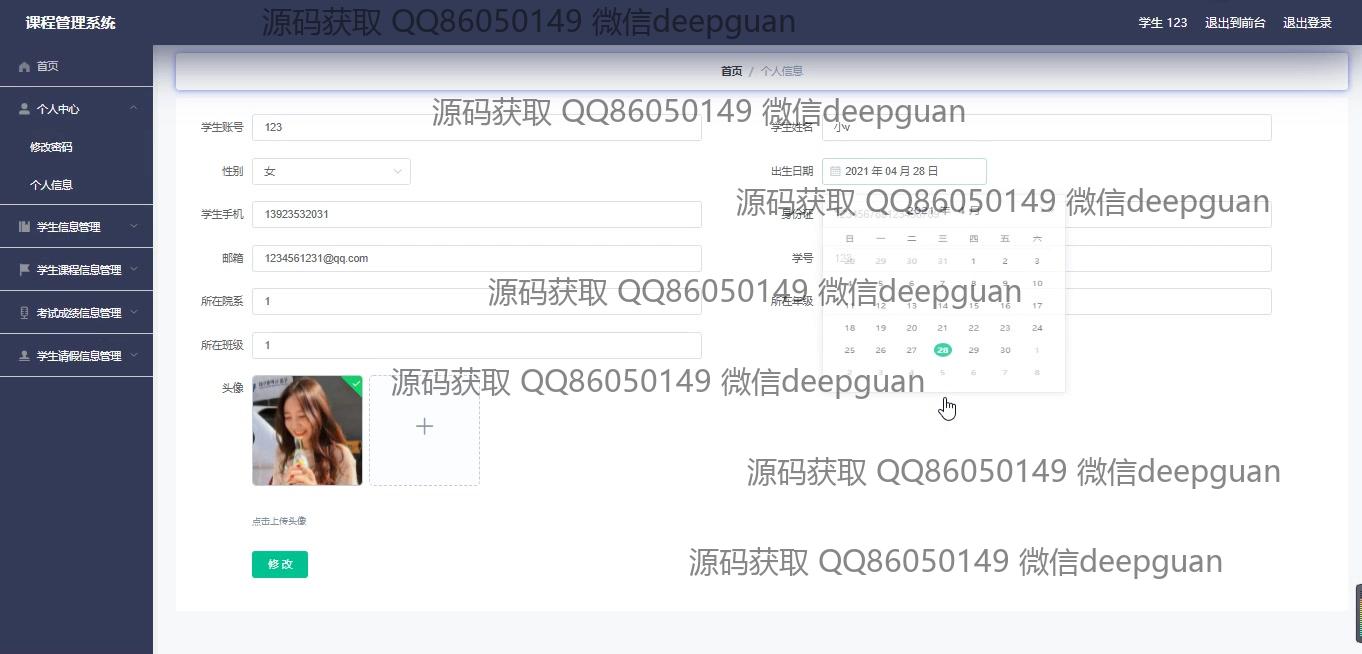 课程管理系统
源码获取 QQ86050149 微信deepguan
学生 123 退出到前台 退出登录
首页
个人中心
修改密码
个人信息
学生信息管理
学生课程信息管理
考试成绩信息管理
学生请假信息管理
首页 / 个人信息
源码获取 QQ86050149 微信deepguan
学生账号 123 学生姓名 小v
性别 女 出生日期 2021 年 04 月 28 日
源码获取 QQ86050149 微信deepguan
学生手机 13923532031 身份证
2021 年 4 月
日 一 二 三 四 五 六
邮箱 1234561231@qq.com 学号 123
28 29 30 31 1 2 3
4 5 6 7 8 9 10
源码获取 QQ86050149 微信deepguan
所在院系 1 所在年级
11 12 13 14 15 16 17
18 19 20 21 22 23 24
所在班级 1
25 26 27 28 29 30 1
2 3 4 5 6 7 8
头像
源码获取 QQ86050149 微信deepguan
源码获取 QQ86050149 微信deepguan
点击上传头像
修改
源码获取 QQ86050149 微信deepguan